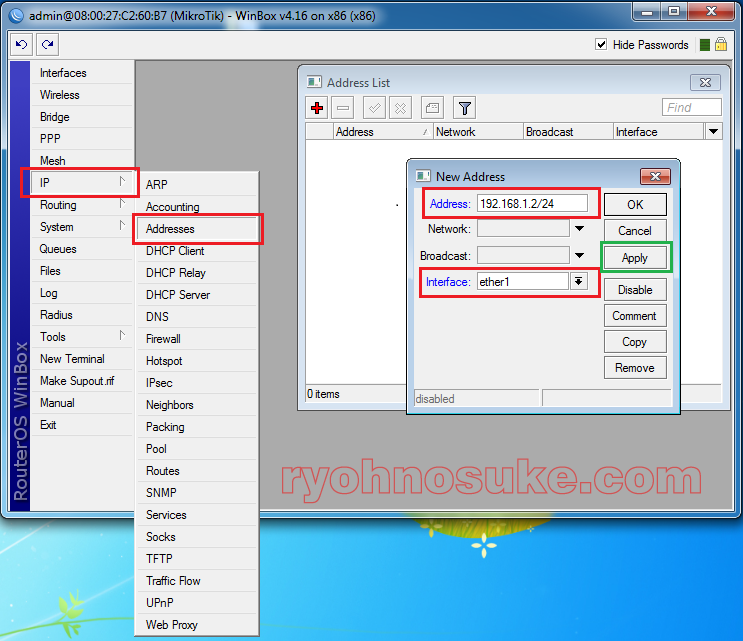 admin@08:00:27:C2:60:B7 (MikroTik) - WinBox v4.16 on x86 (x86)
Hide Passwords
Interfaces
Wireless
Bridge
PPP
Mesh
IP
Routing
System
Queues
Files
Log
Radius
Tools
New Terminal
Make Supout.rif
Manual
Exit
RouterOS WinBox
ARP
Accounting
Addresses
DHCP Client
DHCP Relay
DHCP Server
DNS
Firewall
Hotspot
IPsec
Neighbors
Packing
Pool
Routes
SNMP
Services
Socks
TFTP
Traffic Flow
UPnP
Web Proxy
Address List
Find
Address Network Broadcast Interface
0 items
New Address
Address: 192.168.1.2/24
Network:
Broadcast:
Interface: ether1
OK
Cancel
Apply
Disable
Comment
Copy
Remove
disabled
ryohnosuke.com